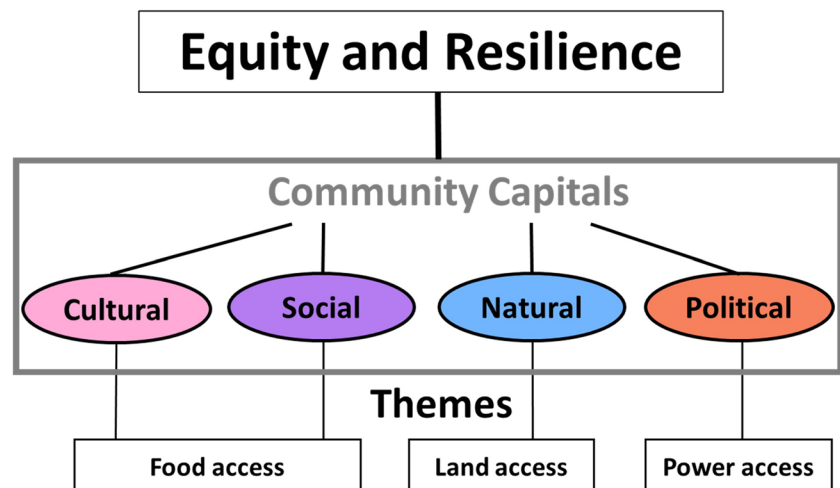 Equity and Resilience
Community Capitals
Cultural
Social
Natural
Political
Themes
Food access
Land access
Power access